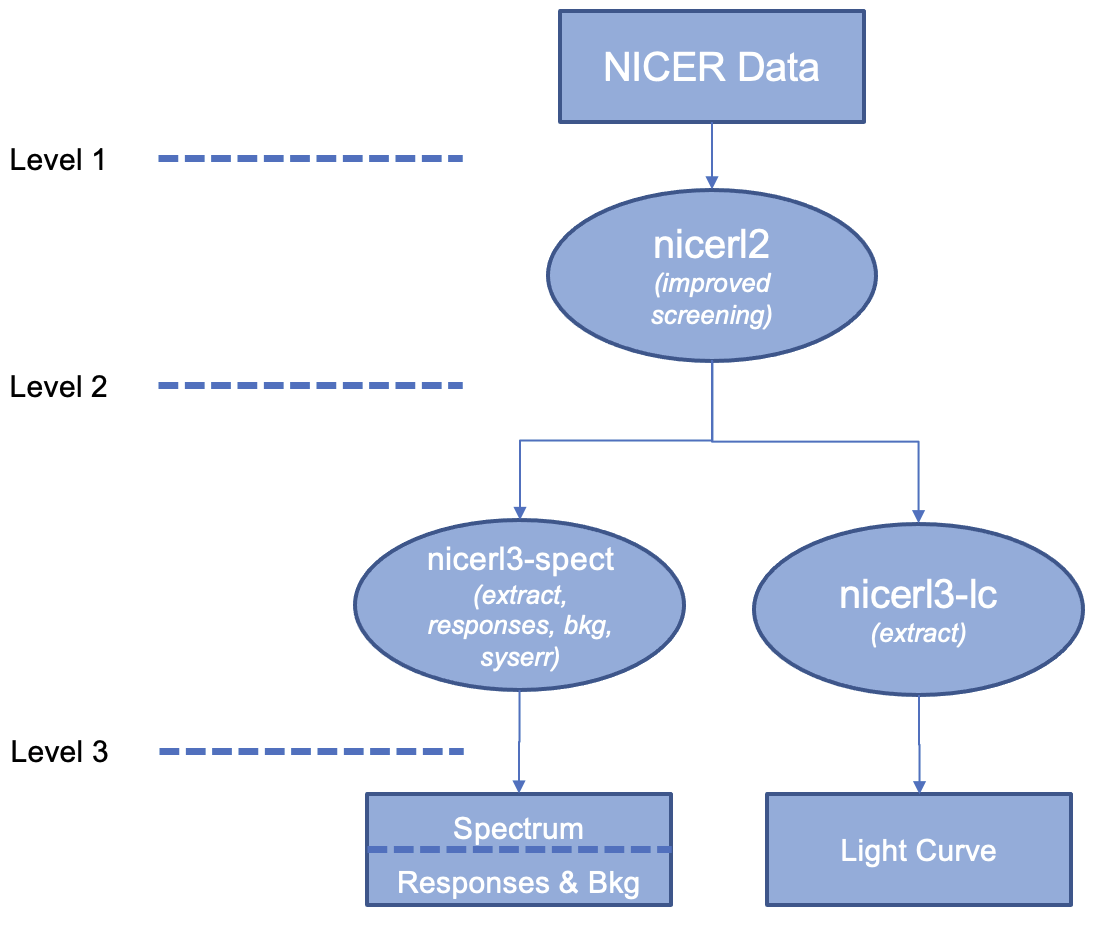 NICER Data
Level 1
nicerl2
(improved
screening)
Level 2
nicerl3-spect
(extract,
responses, bkg,
syserr)
nicerl3-lc
(extract)
Level 3
Spectrum
Responses & Bkg
Light Curve